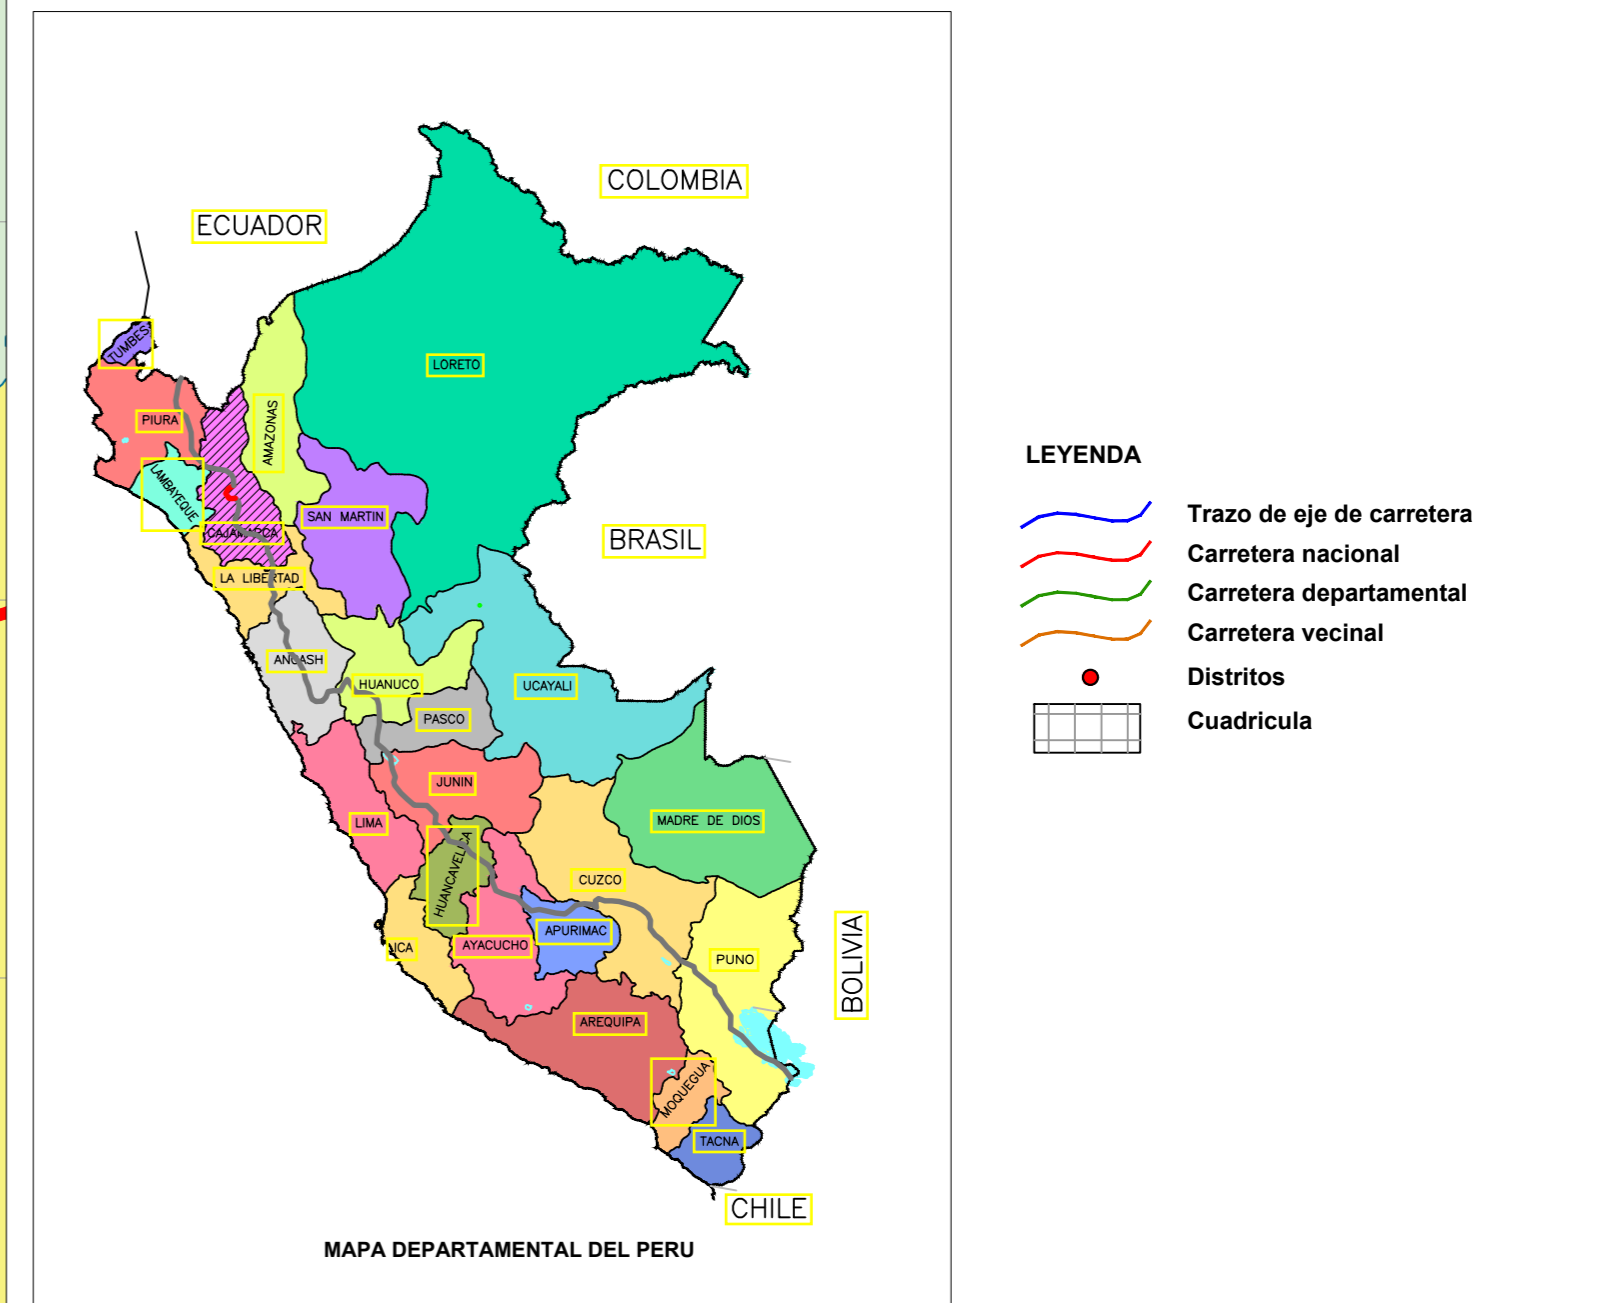 COLOMBIA
ECUADOR
TUMBES
LORETO
PIURA
AMAZONAS
LAMBAYEQUE
SAN MARTIN
CAJAMARCA
BRASIL
LA LIBERTAD
ANCASH
HUANUCO
UCAYALI
PASCO
JUNIN
LIMA
MADRE DE DIOS
HUANCAVELICA
CUZCO
APURIMAC
ICA
AYACUCHO
PUNO
BOLIVIA
AREQUIPA
MOQUEGUA
TACNA
CHILE
MAPA DEPARTAMENTAL DEL PERU
LEYENDA
Trazo de eje de carretera
Carretera nacional
Carretera departamental
Carretera vecinal
Distritos
Cuadricula